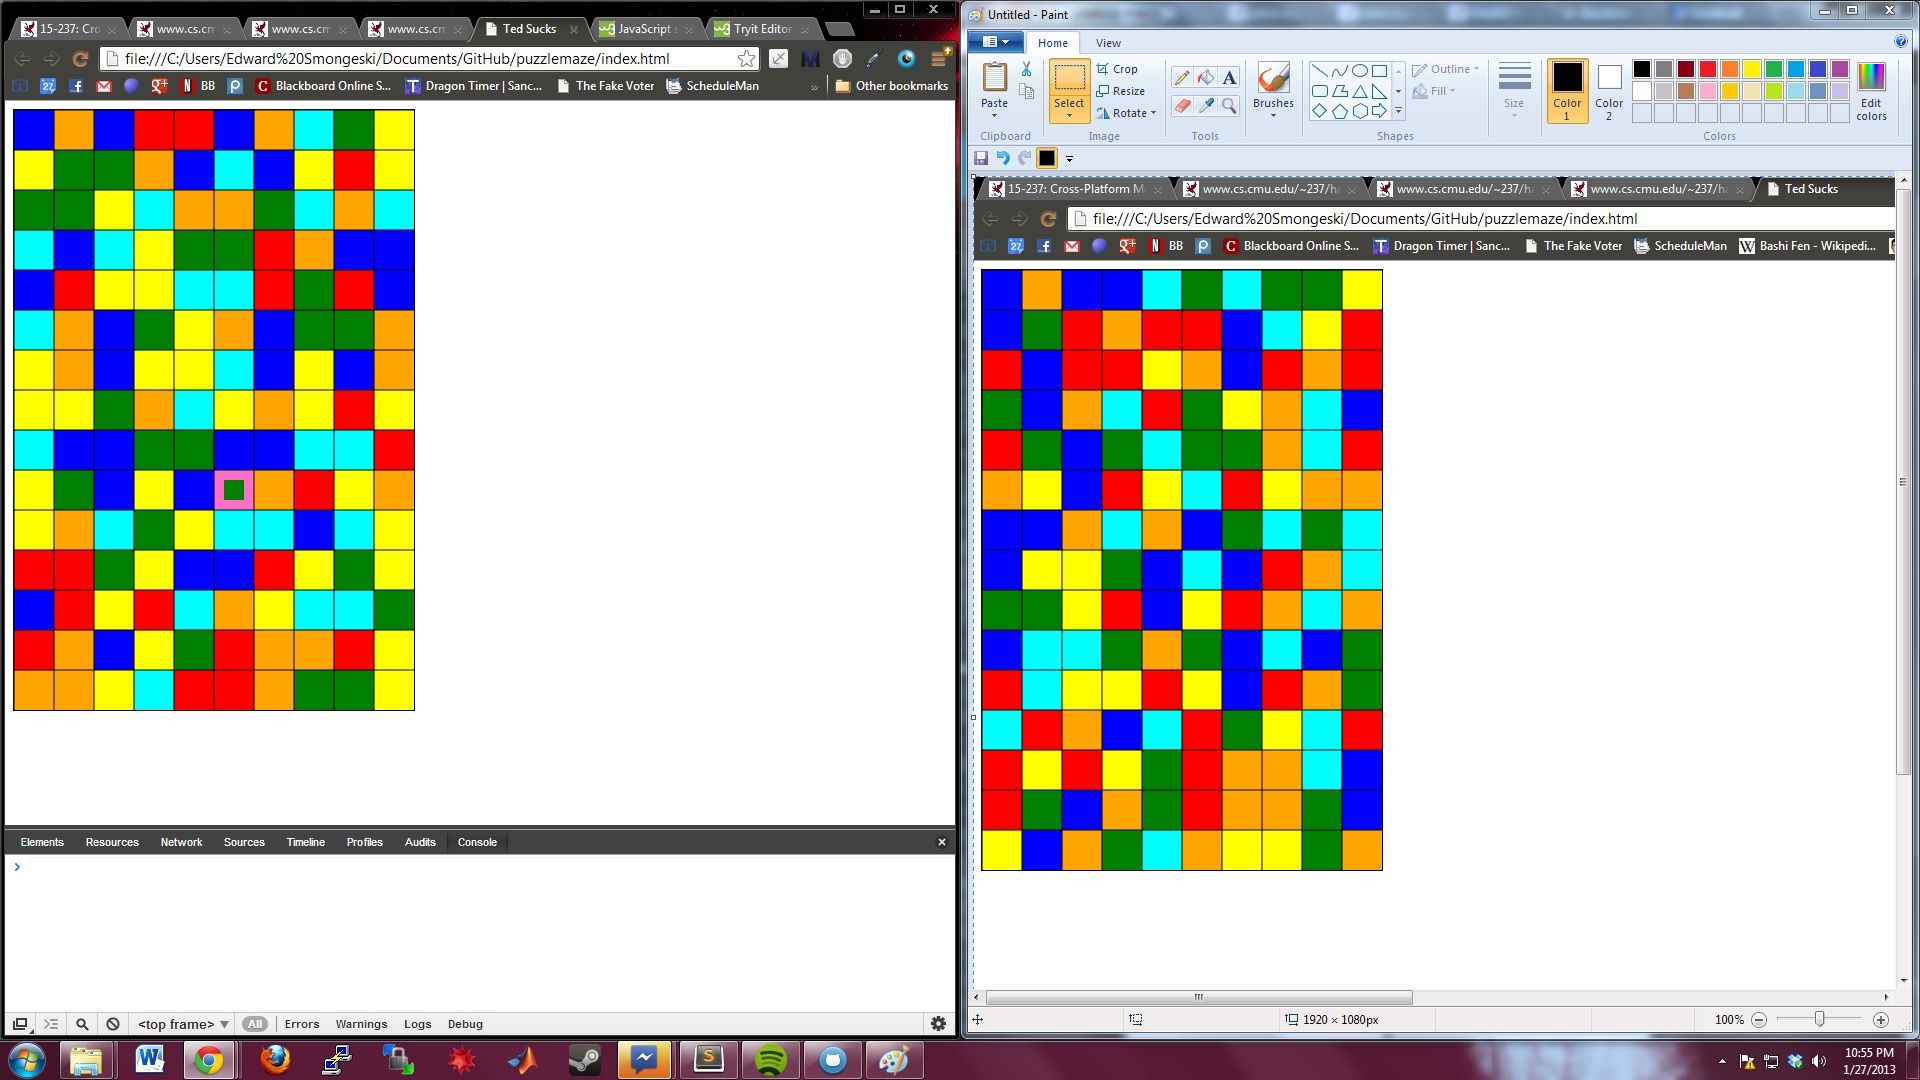 15-237: Cro
www.cs.cm
www.cs.cm
www.cs.cm
Ted Sucks
JavaScript
Tryit Editor
file:///C:/Users/Edward%20Smongeski/Documents/GitHub/puzzlemaze/index.html
27
BB
Blackboard Online S...
Dragon Timer | Sanc...
The Fake Voter
ScheduleMan
»
Other bookmarks
Elements
Resources
Network
Sources
Timeline
Profiles
Audits
Console
<top frame>
All
Errors
Warnings
Logs
Debug
Untitled - Paint
Home
View
Paste
Select
Crop
Resize
Rotate
Brushes
Outline
Fill
Size
Color 1
Color 2
Edit colors
Clipboard
Image
Tools
Shapes
Colors
15-237: Cross-Platform M
www.cs.cmu.edu/~237/h
www.cs.cmu.edu/~237/h
www.cs.cmu.edu/~237/h
Ted Sucks
file:///C:/Users/Edward%20Smongeski/Documents/GitHub/puzzlemaze/index.html
27
BB
Blackboard Online S...
Dragon Timer | Sanc...
The Fake Voter
ScheduleMan
Bashi Fen - Wikipedi...
1920 × 1080px
100%
10:55 PM
1/27/2013